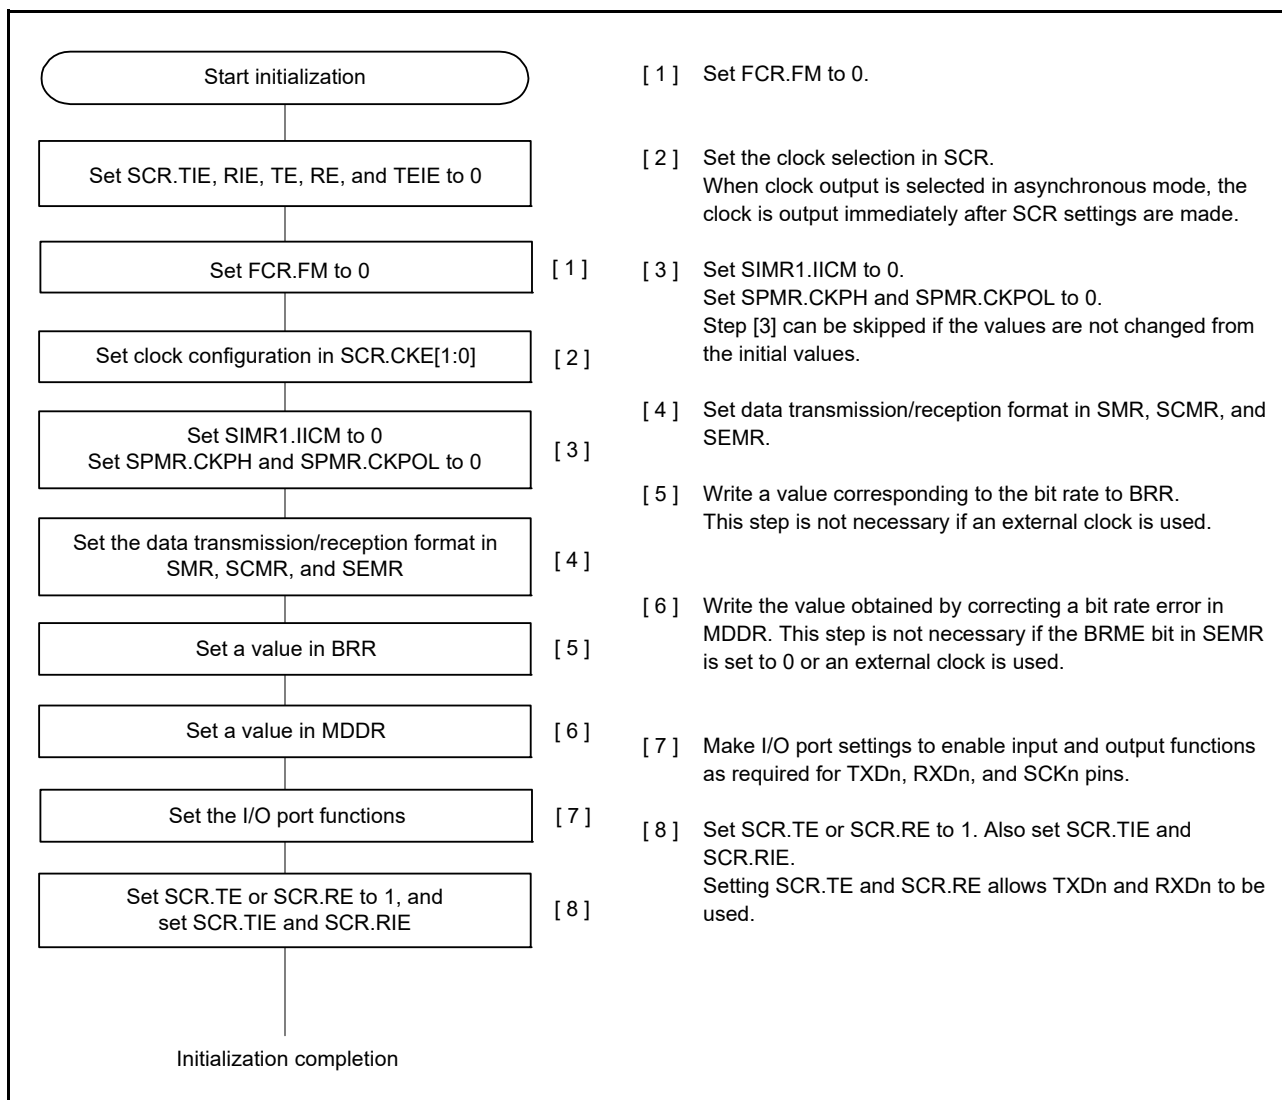 Start initialization
Set SCR.TIE, RIE, TE, RE, and TEIE to 0
Set FCR.FM to 0
[ 1 ]
Set clock configuration in SCR.CKE[1:0]
[ 2 ]
Set SIMR1.IICM to 0
Set SPMR.CKPH and SPMR.CKPOL to 0
[ 3 ]
Set the data transmission/reception format in
SMR, SCMR, and SEMR
[ 4 ]
Set a value in BRR
[ 5 ]
Set a value in MDDR
[ 6 ]
Set the I/O port functions
[ 7 ]
Set SCR.TE or SCR.RE to 1, and
set SCR.TIE and SCR.RIE
[ 8 ]
Initialization completion
[ 1 ] Set FCR.FM to 0.
[ 2 ] Set the clock selection in SCR.
When clock output is selected in asynchronous mode, the
clock is output immediately after SCR settings are made.
[ 3 ] Set SIMR1.IICM to 0.
Set SPMR.CKPH and SPMR.CKPOL to 0.
Step [3] can be skipped if the values are not changed from
the initial values.
[ 4 ] Set data transmission/reception format in SMR, SCMR, and
SEMR.
[ 5 ] Write a value corresponding to the bit rate to BRR.
This step is not necessary if an external clock is used.
[ 6 ] Write the value obtained by correcting a bit rate error in
MDDR. This step is not necessary if the BRME bit in SEMR
is set to 0 or an external clock is used.
[ 7 ] Make I/O port settings to enable input and output functions
as required for TXDn, RXDn, and SCKn pins.
[ 8 ] Set SCR.TE or SCR.RE to 1. Also set SCR.TIE and
SCR.RIE.
Setting SCR.TE and SCR.RE allows TXDn and RXDn to be
used.